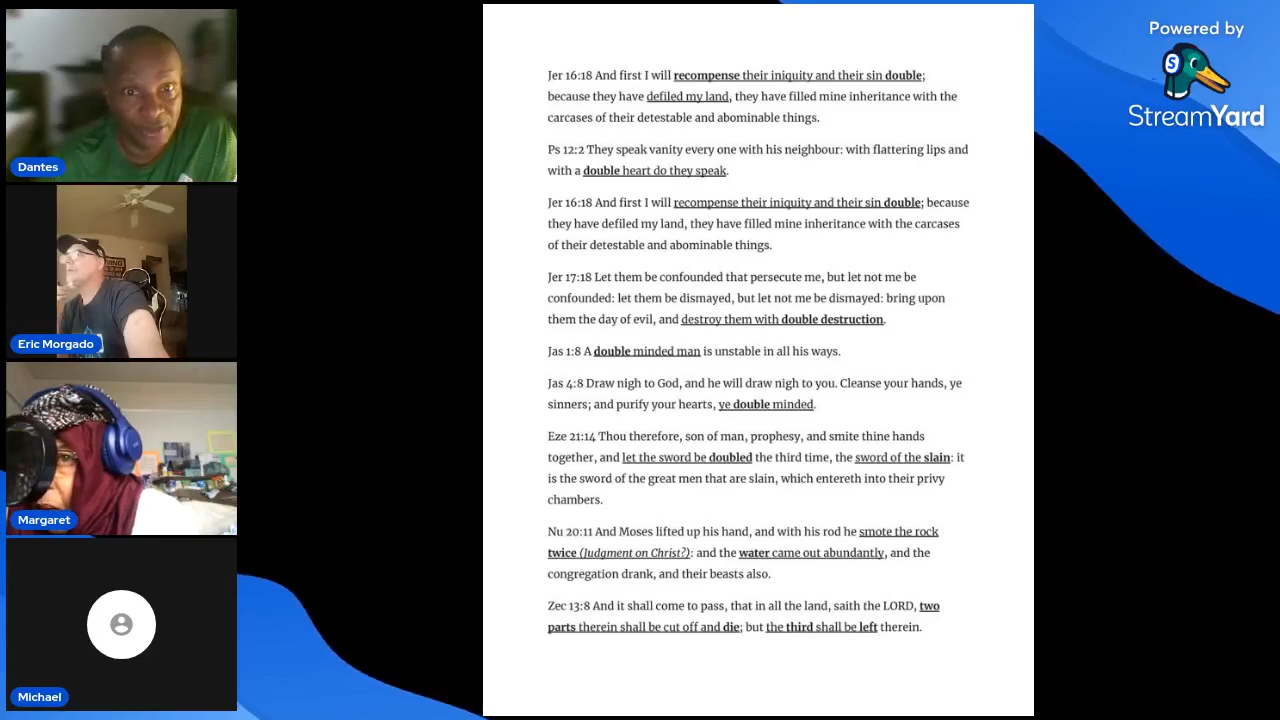 Powered by
StreamYard
Dantes
Eric Morgado
Margaret
Michael
Jer 16:18 And first I will recompense their iniquity and their sin double;
because they have defiled my land, they have filled mine inheritance with the
carcases of their detestable and abominable things.
Ps 12:2 They speak vanity every one with his neighbour: with flattering lips and
with a double heart do they speak.
Jer 16:18 And first I will recompense their iniquity and their sin double; because
they have defiled my land, they have filled mine inheritance with the carcases
of their detestable and abominable things.
Jer 17:18 Let them be confounded that persecute me, but let not me be
confounded: let them be dismayed, but let not me be dismayed: bring upon
them the day of evil, and destroy them with double destruction.
Jas 1:8 A double minded man is unstable in all his ways.
Jas 4:8 Draw nigh to God, and he will draw nigh to you. Cleanse your hands, ye
sinners; and purify your hearts, ye double minded.
Eze 21:14 Thou therefore, son of man, prophesy, and smite thine hands
together, and let the sword be doubled the third time, the sword of the slain: it
is the sword of the great men that are slain, which entereth into their privy
chambers.
Nu 20:11 And Moses lifted up his hand, and with his rod he smote the rock
twice (Judgment on Christ?): and the water came out abundantly, and the
congregation drank, and their beasts also.
Zec 13:8 And it shall come to pass, that in all the land, saith the LORD, two
parts therein shall be cut off and die; but the third shall be left therein.